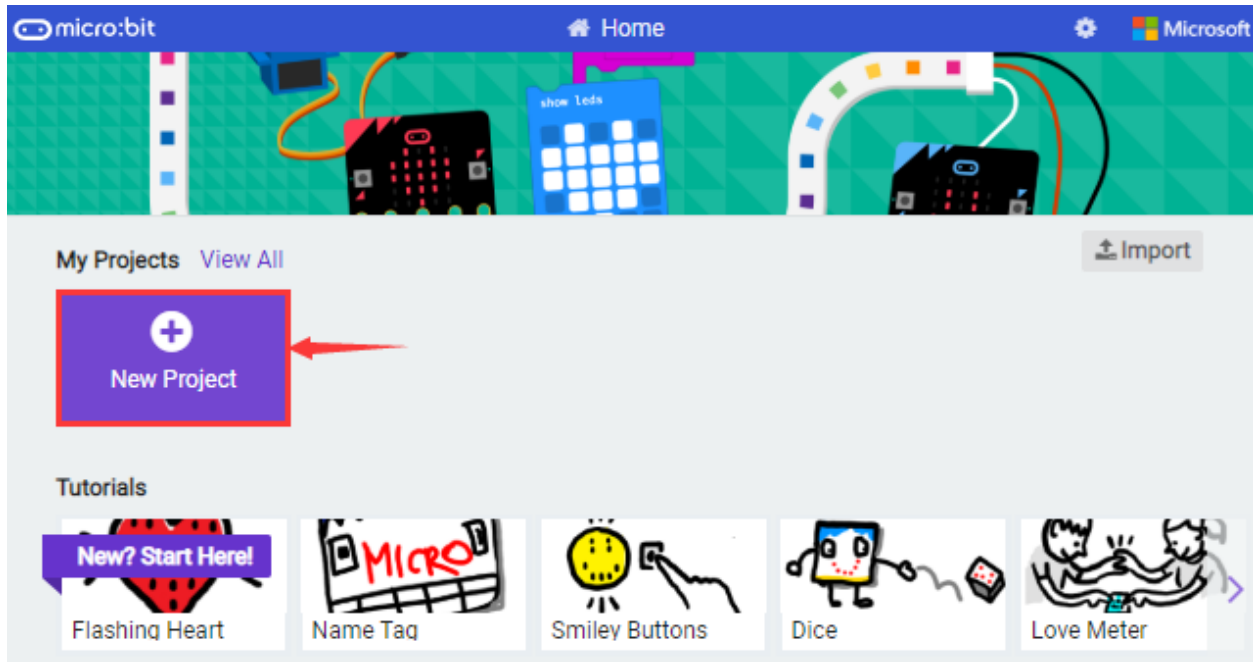 micro:bit
Home
Microsoft
show leds
My Projects View All
Import
New Project
Tutorials
New? Start Here!
MICRO
Flashing Heart
Name Tag
Smiley Buttons
Dice
Love Meter